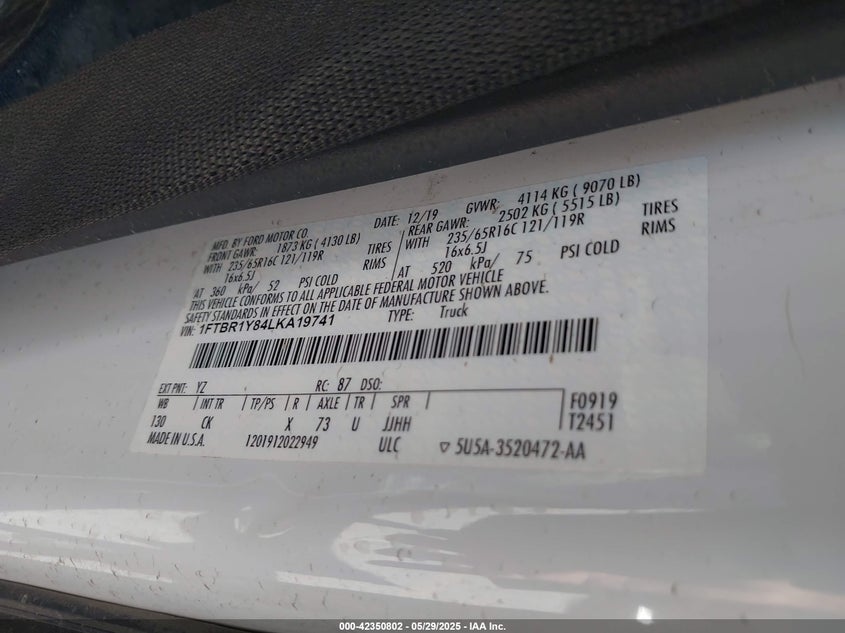 MFD. BY FORD MOTOR CO.
DATE: 12/19 GVWR: 4114 KG ( 9070 LB)
FRONT GAWR: 1873 KG ( 4130 LB)
REAR GAWR: 2502 KG ( 5515 LB)
WITH 235/65R16C 121/119R TIRES
WITH 235/65R16C 121/119R TIRES
16x6.5J RIMS
16x6.5J RIMS
AT 360 kPa/ 52 PSI COLD
AT 520 kPa/ 75 PSI COLD
THIS VEHICLE CONFORMS TO ALL APPLICABLE FEDERAL MOTOR VEHICLE
SAFETY STANDARDS IN EFFECT ON THE DATE OF MANUFACTURE SHOWN ABOVE.
VIN: 1FTBR1Y84LKA19741 TYPE: Truck
EXT PNT: YZ RC: 87 DSO:
WB INT TR TP/PS R AXLE TR SPR F0919
130 CK X 73 U JJHH T2451
MADE IN U.S.A. 1201912022949 ULC ▽ 5U5A-3520472-AA
000-42350802 - 05/29/2025 - IAA Inc.